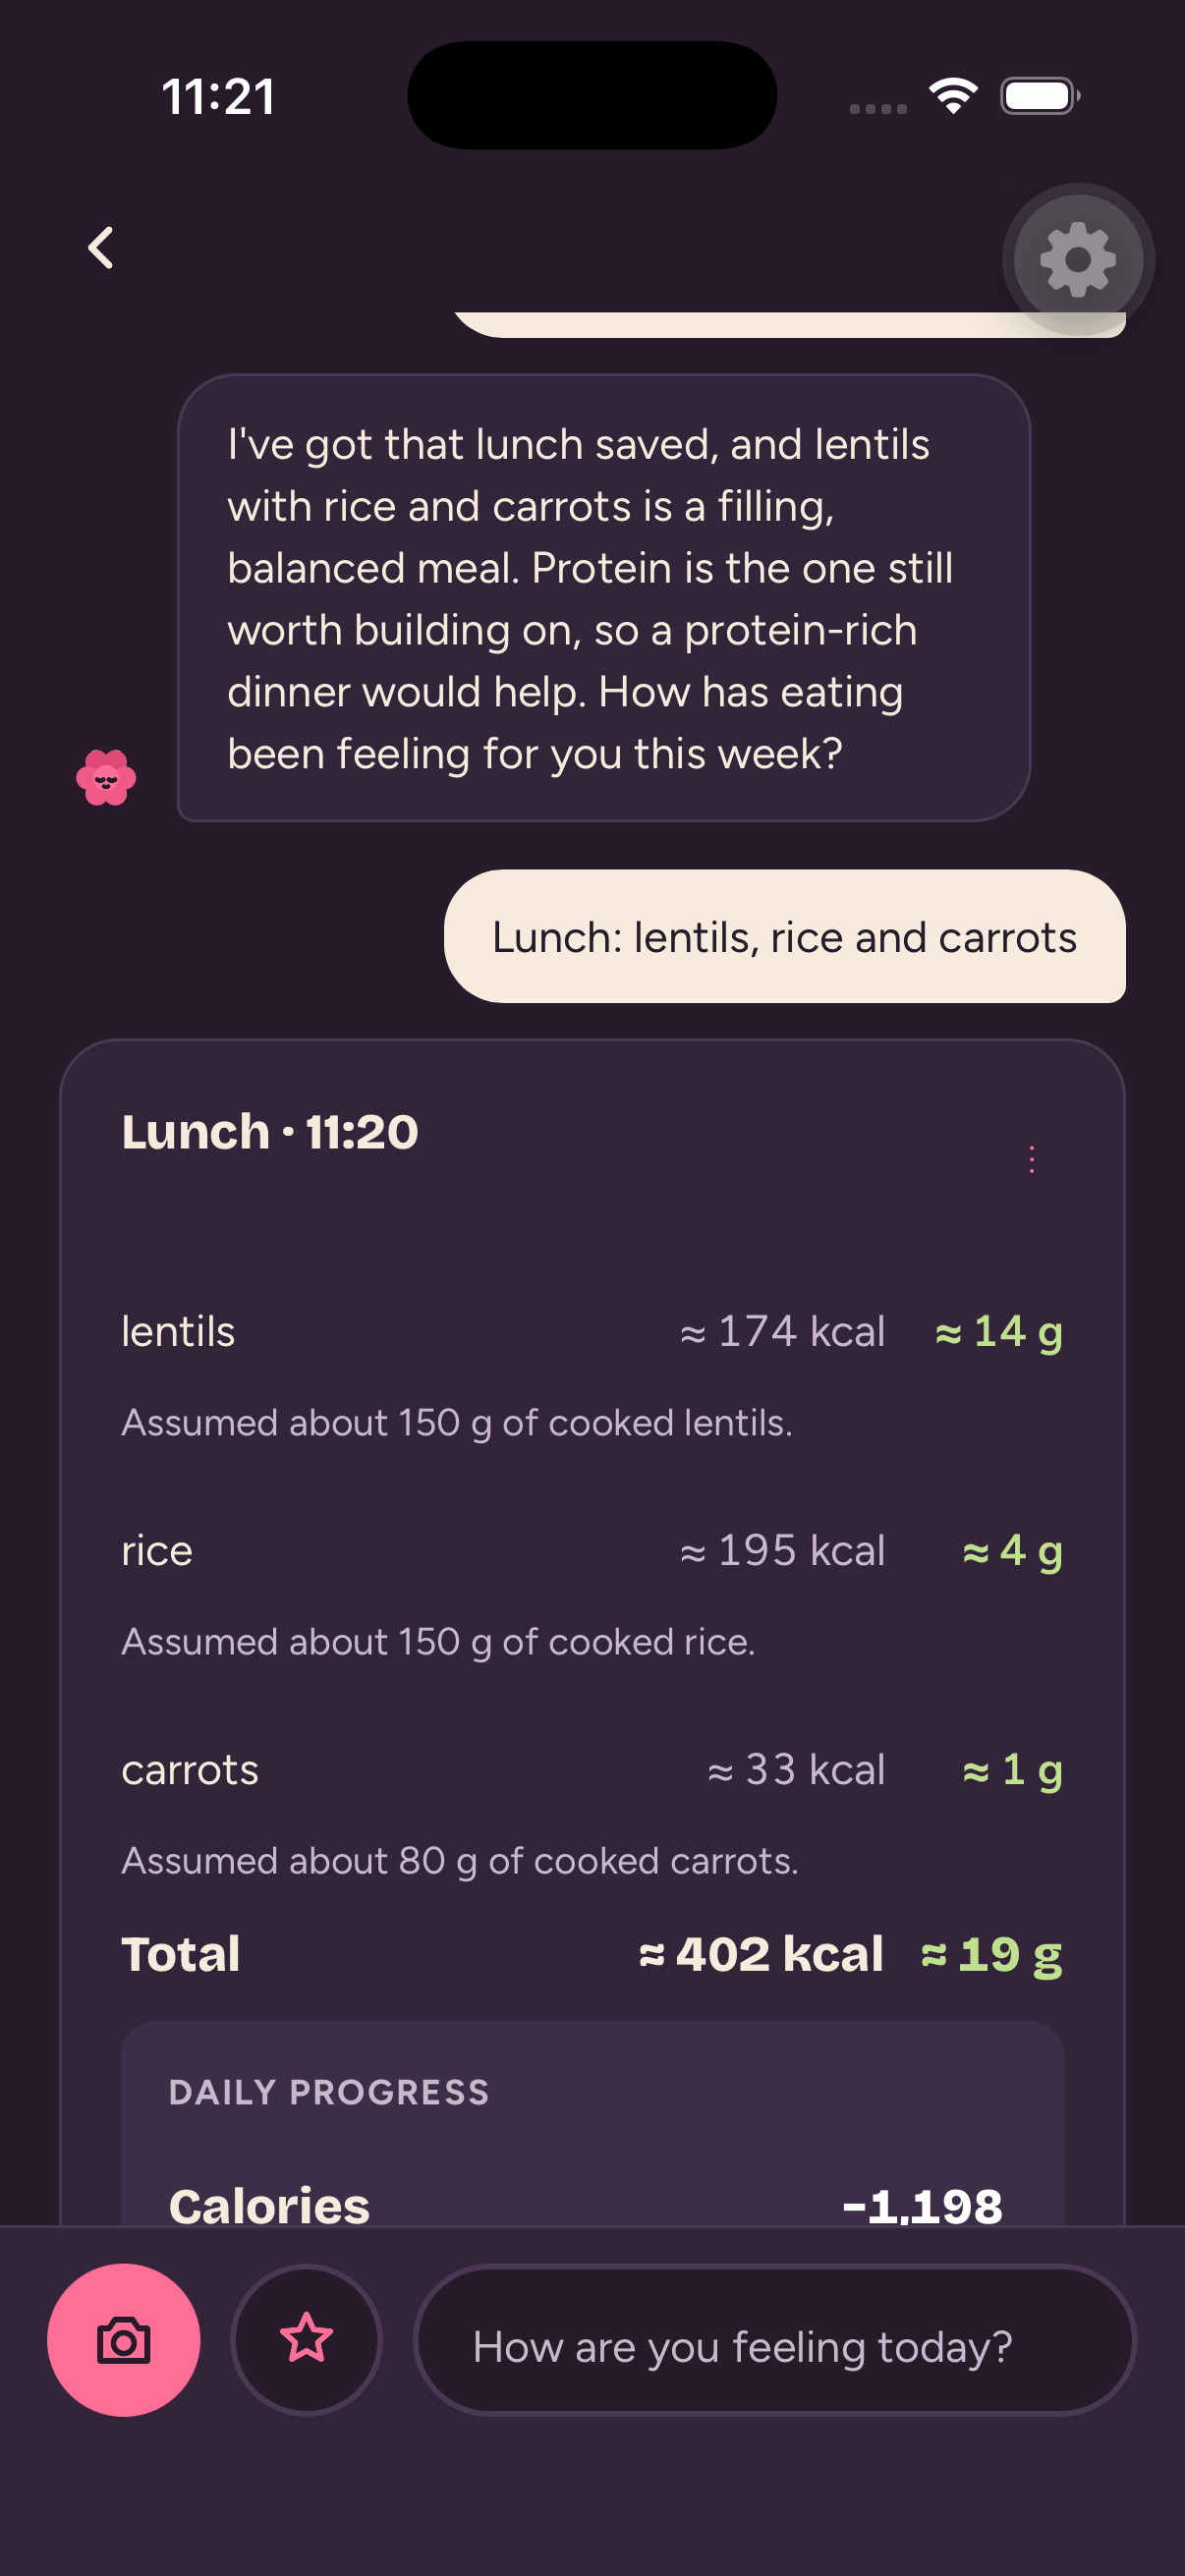 11:21
I've got that lunch saved, and lentils
with rice and carrots is a filling,
balanced meal. Protein is the one still
worth building on, so a protein-rich
dinner would help. How has eating
been feeling for you this week?
Lunch: lentils, rice and carrots
Lunch · 11:20
lentils ≈ 174 kcal ≈ 14 g
Assumed about 150 g of cooked lentils.
rice ≈ 195 kcal ≈ 4 g
Assumed about 150 g of cooked rice.
carrots ≈ 33 kcal ≈ 1 g
Assumed about 80 g of cooked carrots.
Total ≈ 402 kcal ≈ 19 g
DAILY PROGRESS
Calories −1,198
How are you feeling today?